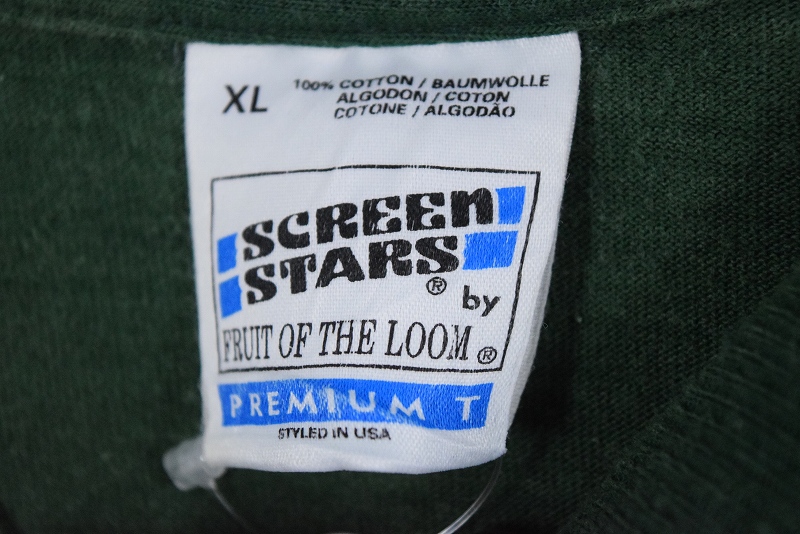 XL
100% COTTON / BAUMWOLLE
ALGODON / COTON
COTONE / ALGODÃO
SCREEN
STARS®
by
FRUIT OF THE LOOM®
PREMIUM T
STYLED IN USA